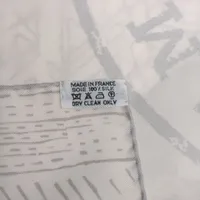 MADE IN FRANCE
SOIE 100% SILK
DRY CLEAN ONLY